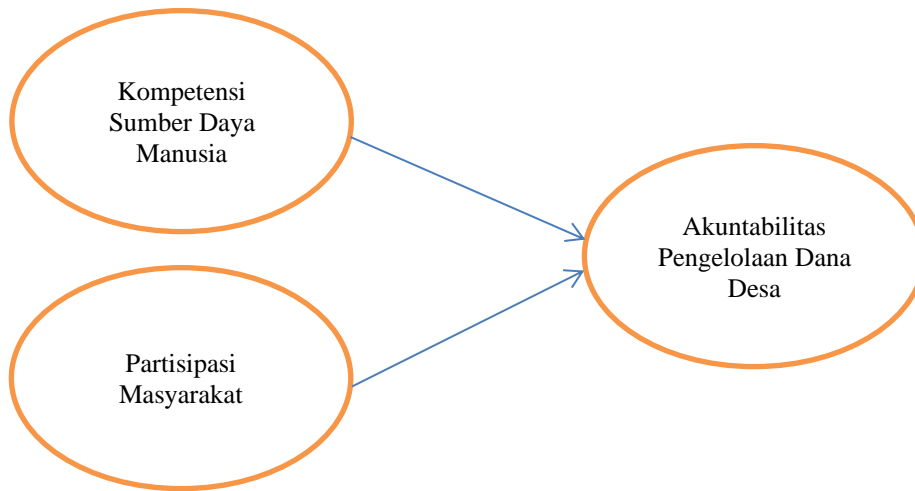 Kompetensi
Sumber Daya
Manusia
Akuntabilitas
Pengelolaan Dana
Desa
Partisipasi
Masyarakat